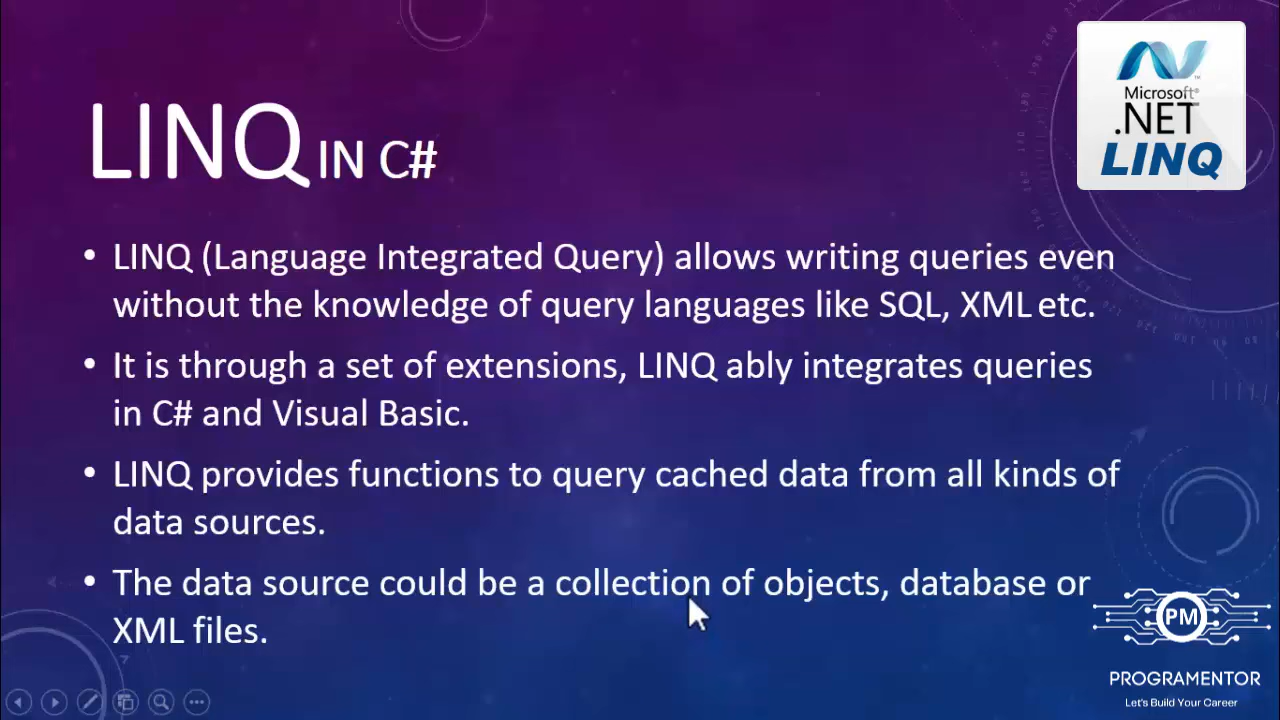 LINQ IN C#
Microsoft®
.NET
LINQ
• LINQ (Language Integrated Query) allows writing queries even
without the knowledge of query languages like SQL, XML etc.
• It is through a set of extensions, LINQ ably integrates queries
in C# and Visual Basic.
• LINQ provides functions to query cached data from all kinds of
data sources.
• The data source could be a collection of objects, database or
XML files.
PM
PROGRAMENTOR
Let's Build Your Career